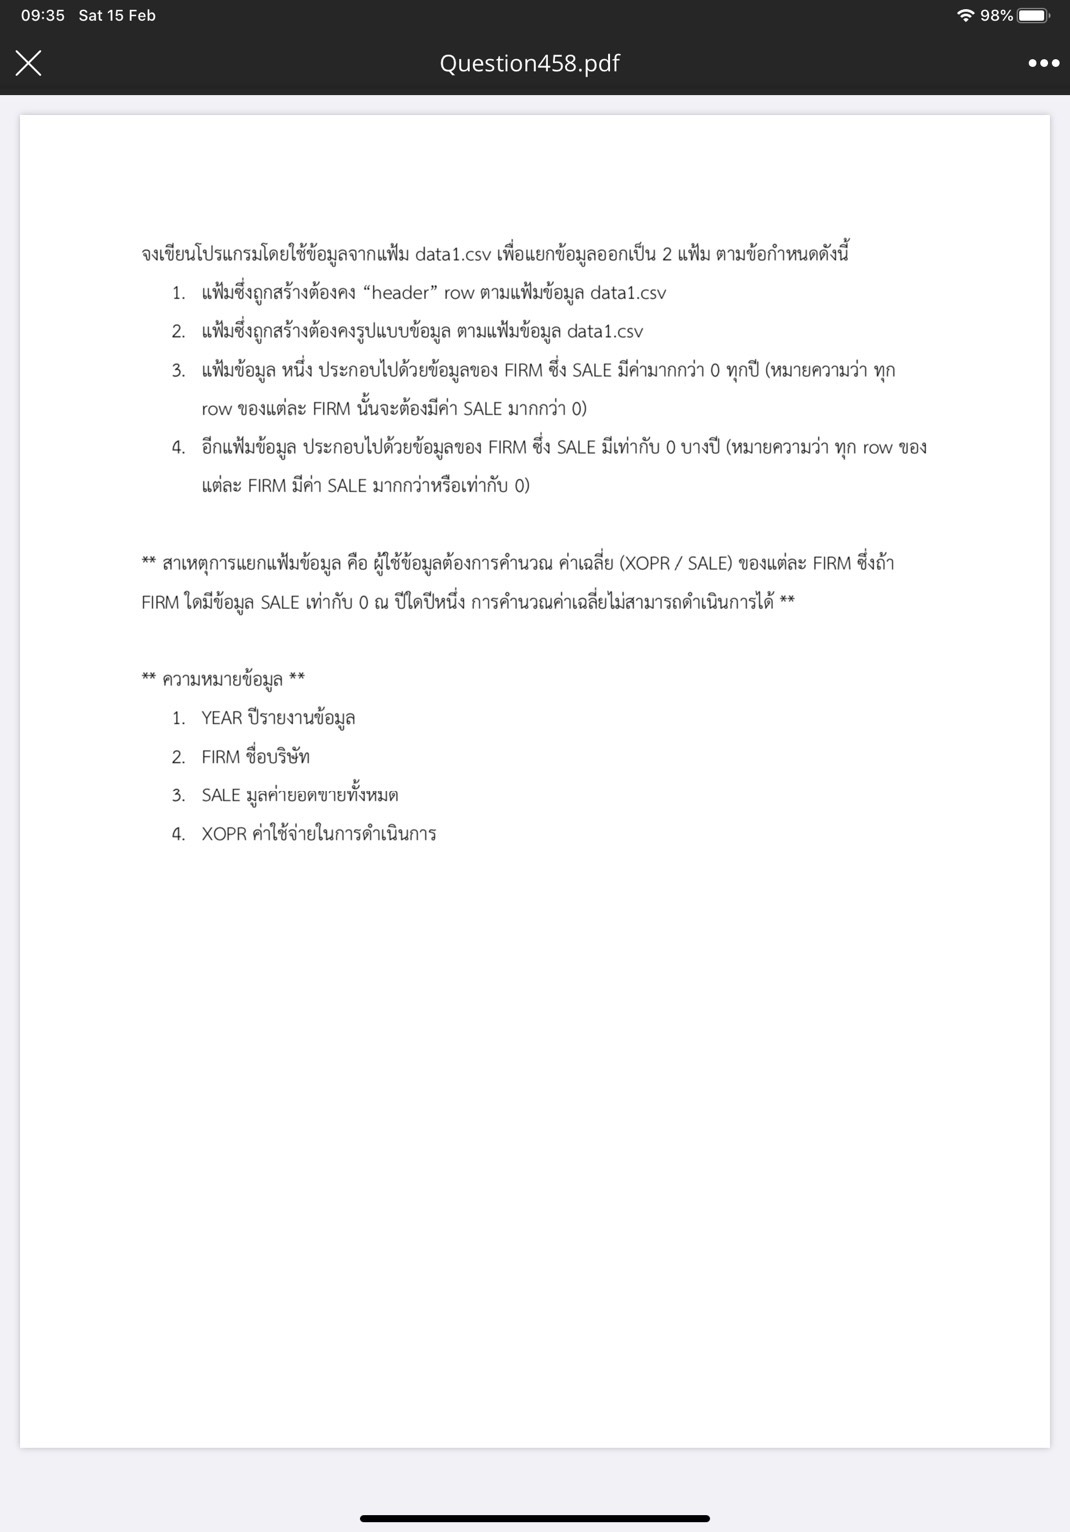 09:35 Sat 15 Feb
98%
Question458.pdf
จงเขียนโปรแกรมโดยใช้ข้อมูลจากแฟ้ม data1.csv เพื่อแยกข้อมูลออกเป็น 2 แฟ้ม ตามข้อกำหนดดังนี้
1. แฟ้มซึ่งถูกสร้างต้องคง “header” row ตามแฟ้มข้อมูล data1.csv
2. แฟ้มซึ่งถูกสร้างต้องคงรูปแบบข้อมูล ตามแฟ้มข้อมูล data1.csv
3. แฟ้มข้อมูล หนึ่ง ประกอบไปด้วยข้อมูลของ FIRM ซึ่ง SALE มีค่ามากกว่า 0 ทุกปี (หมายความว่า ทุก
row ของแต่ละ FIRM นั้นจะต้องมีค่า SALE มากกว่า 0)
4. อีกแฟ้มข้อมูล ประกอบไปด้วยข้อมูลของ FIRM ซึ่ง SALE มีเท่ากับ 0 บางปี (หมายความว่า ทุก row ของ
แต่ละ FIRM มีค่า SALE มากกว่าหรือเท่ากับ 0)
** สาเหตุการแยกแฟ้มข้อมูล คือ ผู้ใช้ข้อมูลต้องการคำนวณ ค่าเฉลี่ย (XOPR / SALE) ของแต่ละ FIRM ซึ่งถ้า
FIRM ใดมีข้อมูล SALE เท่ากับ 0 ณ ปีใดปีหนึ่ง การคำนวณค่าเฉลี่ยไม่สามารถดำเนินการได้ **
** ความหมายข้อมูล **
1. YEAR ปีรายงานข้อมูล
2. FIRM ชื่อบริษัท
3. SALE มูลค่ายอดขายทั้งหมด
4. XOPR ค่าใช้จ่ายในการดำเนินการ